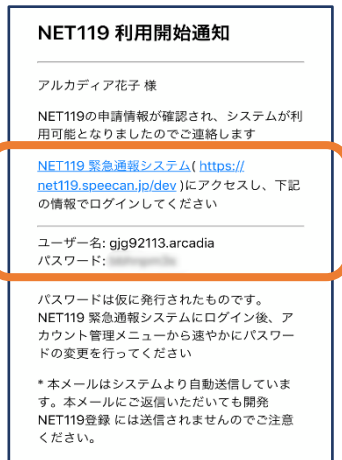 NET119 利用開始通知
アルカディア花子 様
NET119の申請情報が確認され、システムが利
用可能となりましたのでご連絡します
NET119 緊急通報システム( https://
net119.speecan.jp/dev )にアクセスし、下記
の情報でログインしてください
ユーザー名: gjg92113.arcadia
パスワード:
パスワードは仮に発行されたものです。
NET119 緊急通報システムにログイン後、ア
カウント管理メニューから速やかにパスワー
ドの変更を行ってください
* 本メールはシステムより自動送信していま
す。本メールにご返信いただいても開発
NET119登録 には送信されませんのでご注意
ください。